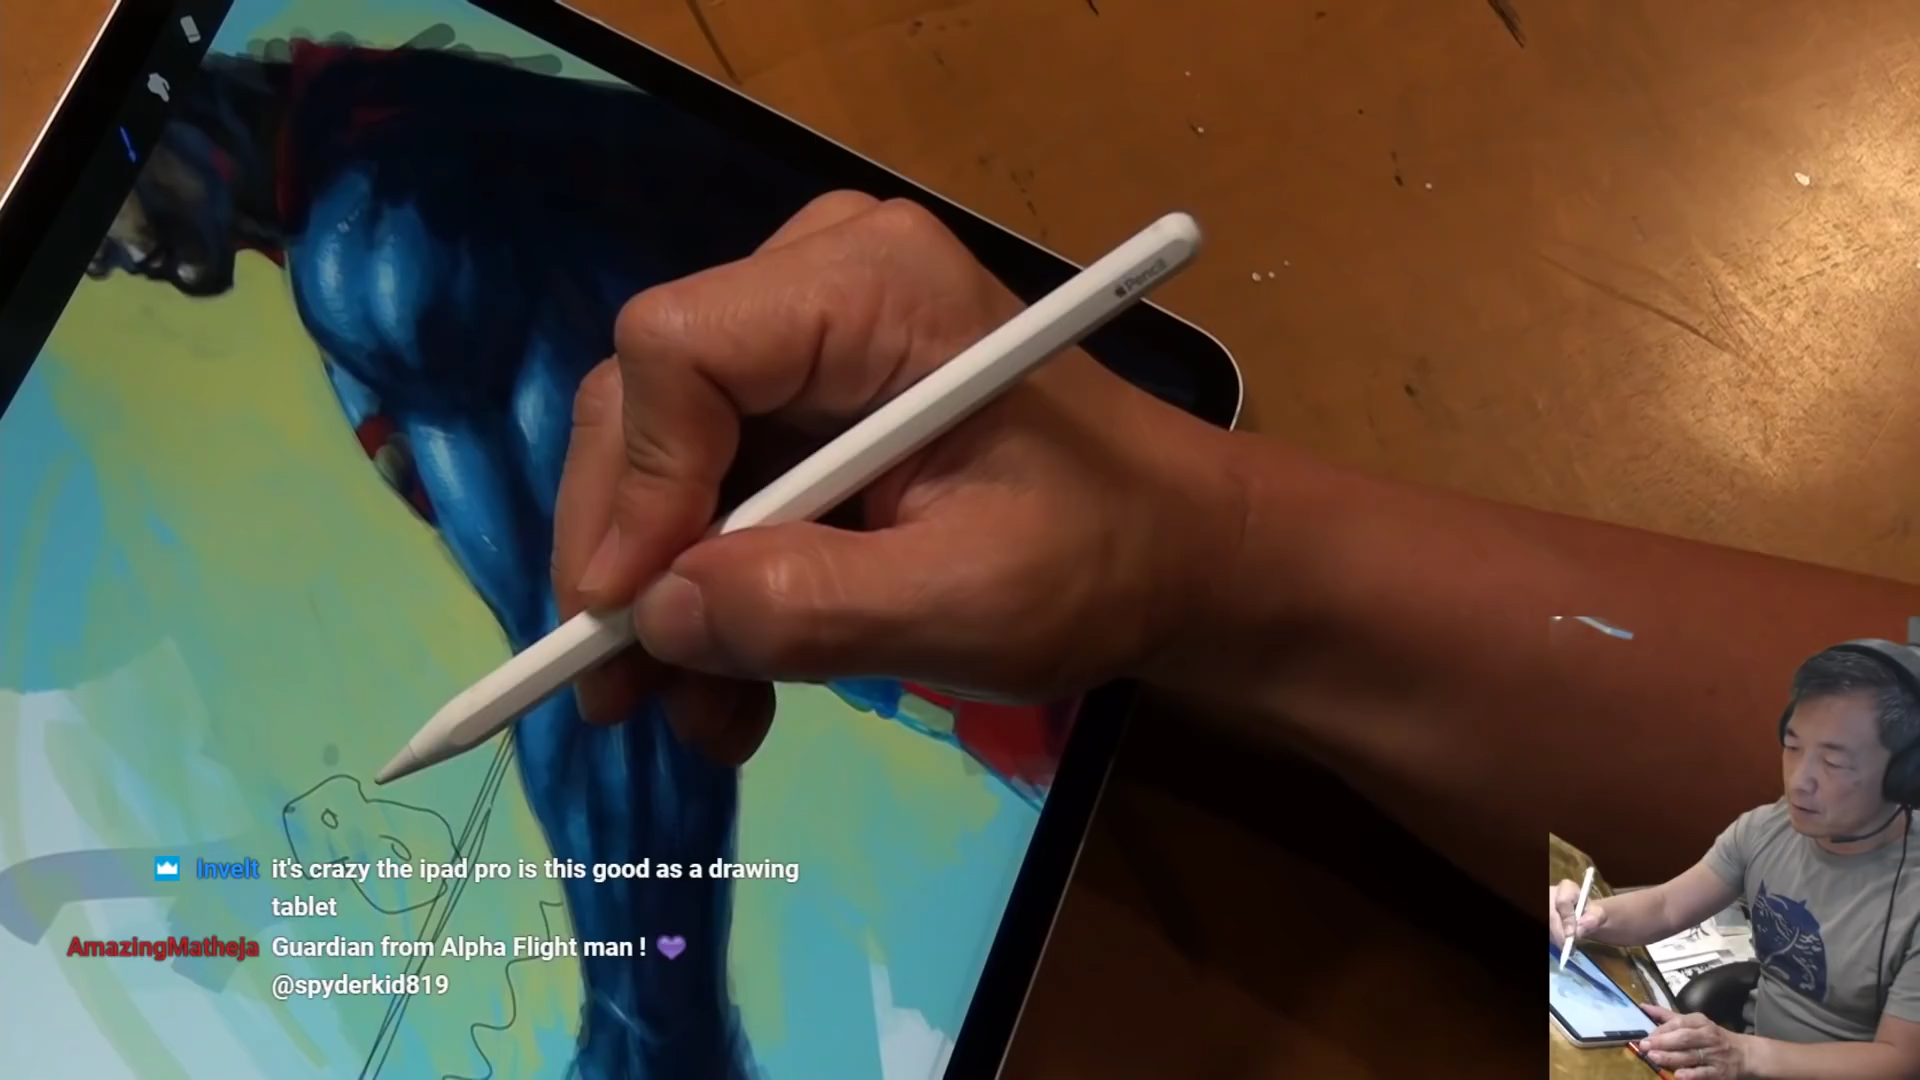 Pencil
Invelt it's crazy the ipad pro is this good as a drawing
tablet
AmazingMatheja Guardian from Alpha Flight man ! 💜
@spyderkid819